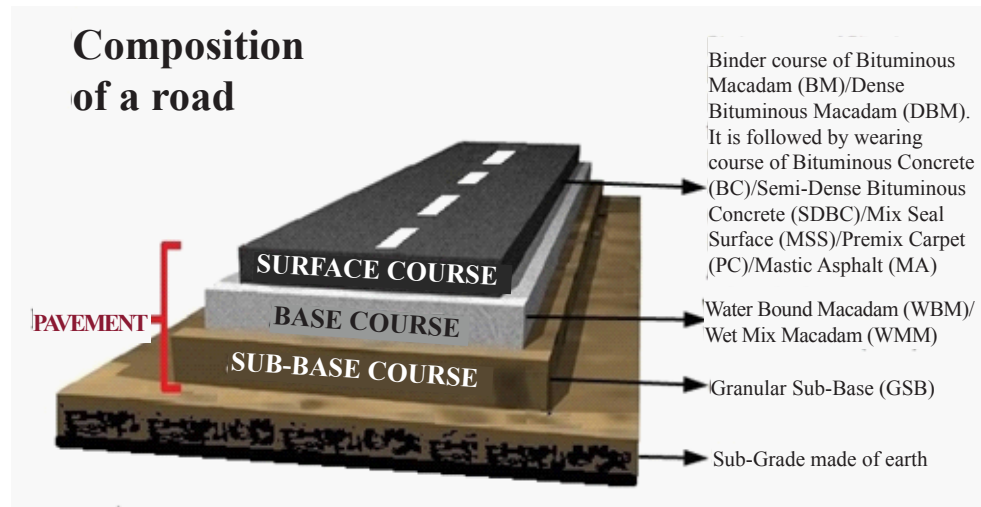 Composition
of a road
Binder course of Bituminous
Macadam (BM)/Dense
Bituminous Macadam (DBM).
It is followed by wearing
course of Bituminous Concrete
(BC)/Semi-Dense Bituminous
Concrete (SDBC)/Mix Seal
Surface (MSS)/Premix Carpet
(PC)/Mastic Asphalt (MA)
SURFACE COURSE
PAVEMENT
BASE COURSE
Water Bound Macadam (WBM)/
Wet Mix Macadam (WMM)
SUB-BASE COURSE
Granular Sub-Base (GSB)
Sub-Grade made of earth